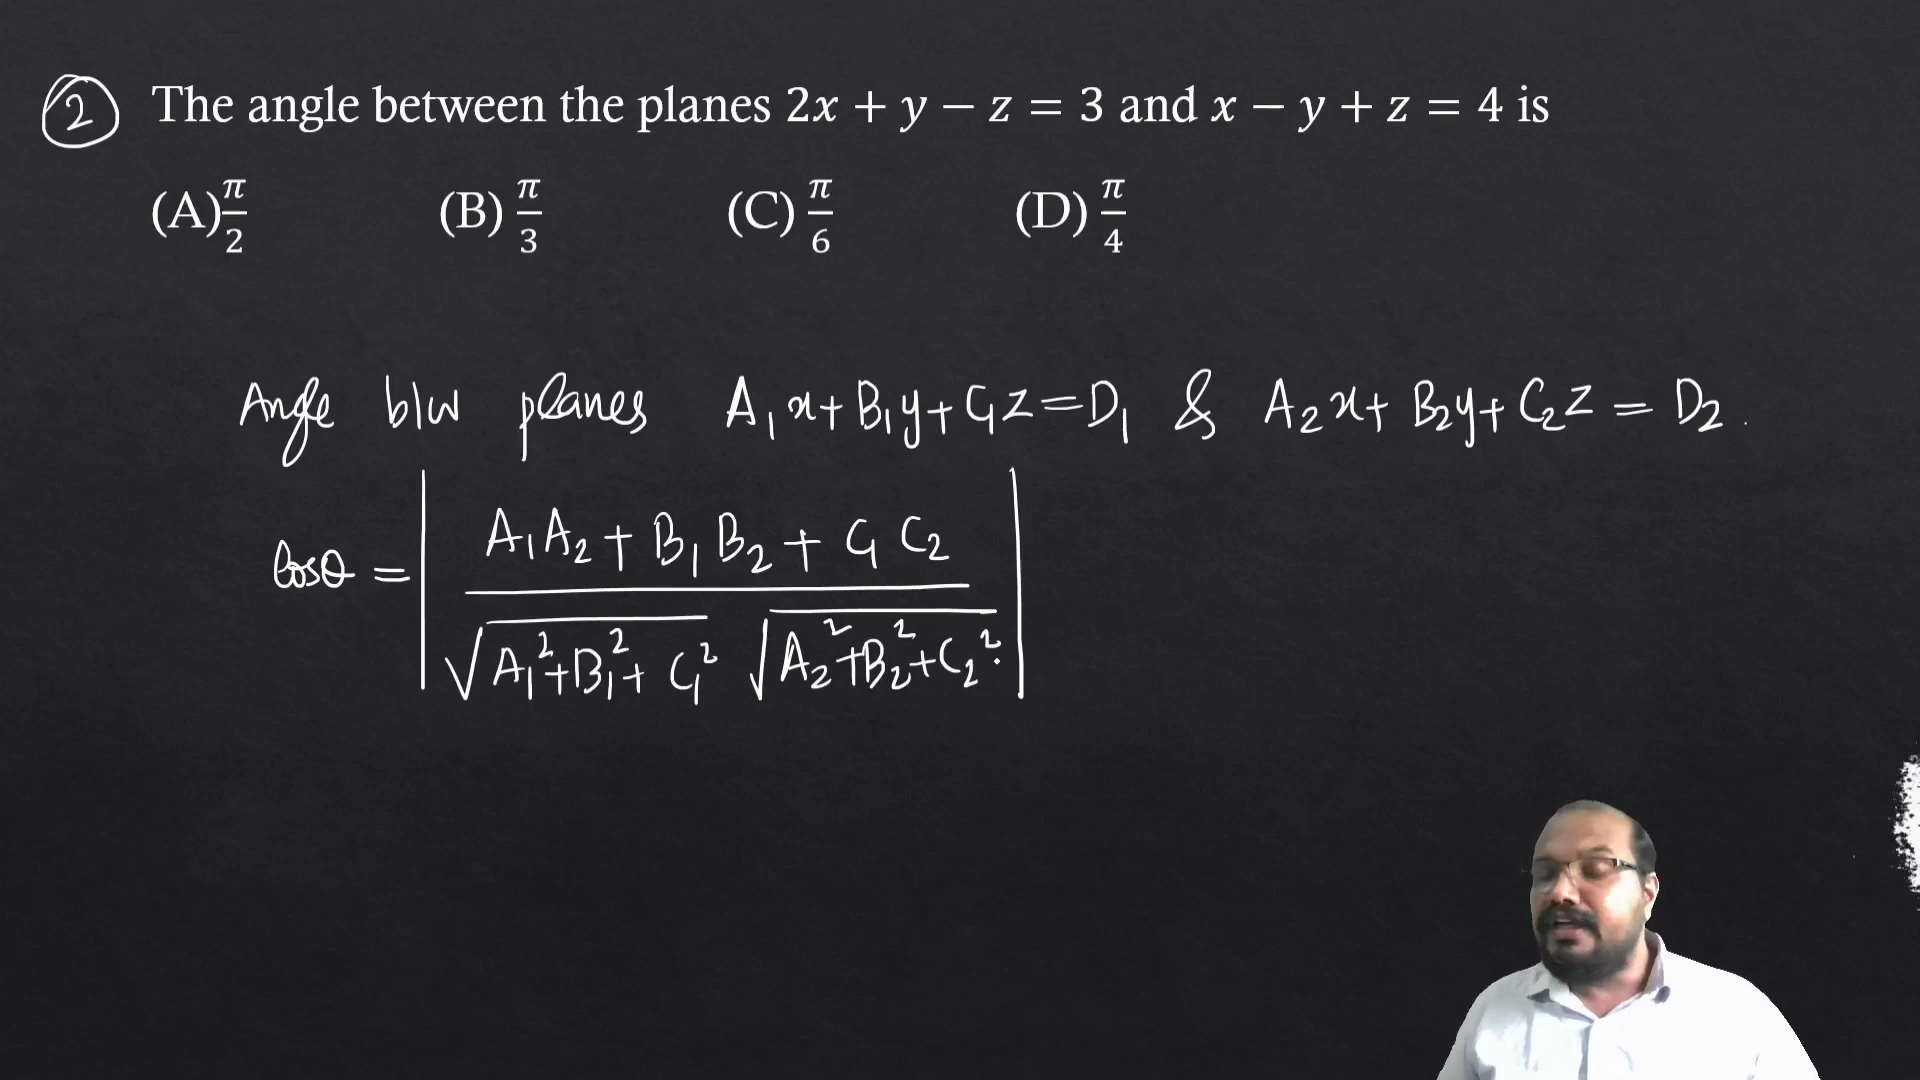 2 The angle between the planes 2x + y − z = 3 and x − y + z = 4 is
(A) π/2 (B) π/3 (C) π/6 (D) π/4
Angle b/w planes A₁x + B₁y + C₁z = D₁ & A₂x + B₂y + C₂z = D₂.
cosθ = | (A₁A₂ + B₁B₂ + C₁C₂) / (√(A₁² + B₁² + C₁²) √(A₂² + B₂² + C₂²)) |